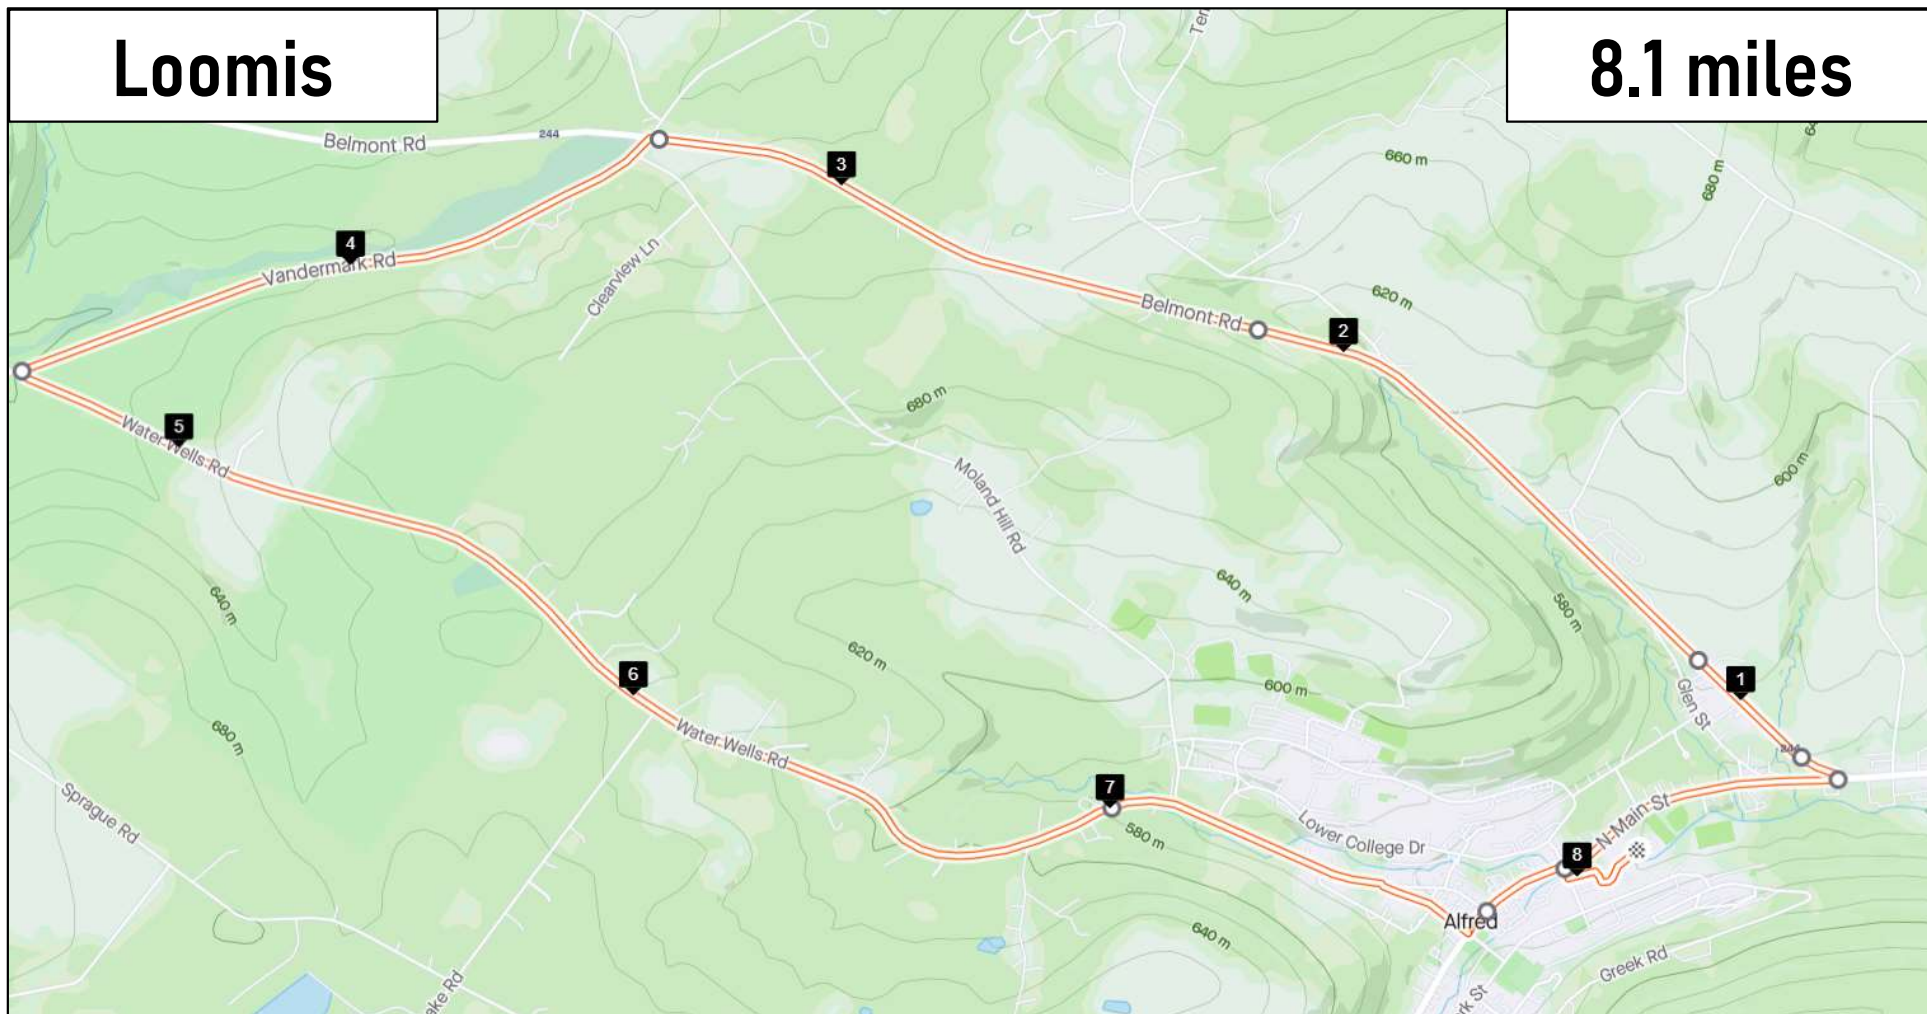 Loomis
8.1 miles
Belmont Rd
244
3
660 m
680 m
4
Vandermark Rd
Clearview Ln
620 m
Belmont Rd
2
680 m
5
Water Wells Rd
600 m
Moland Hill Rd
640 m
580 m
640 m
620 m
6
600 m
1
Glen St
680 m
Water Wells Rd
244
7
Sprague Rd
580 m
Lower College Dr
N Main St
8
Alfred
640 m
Greek Rd